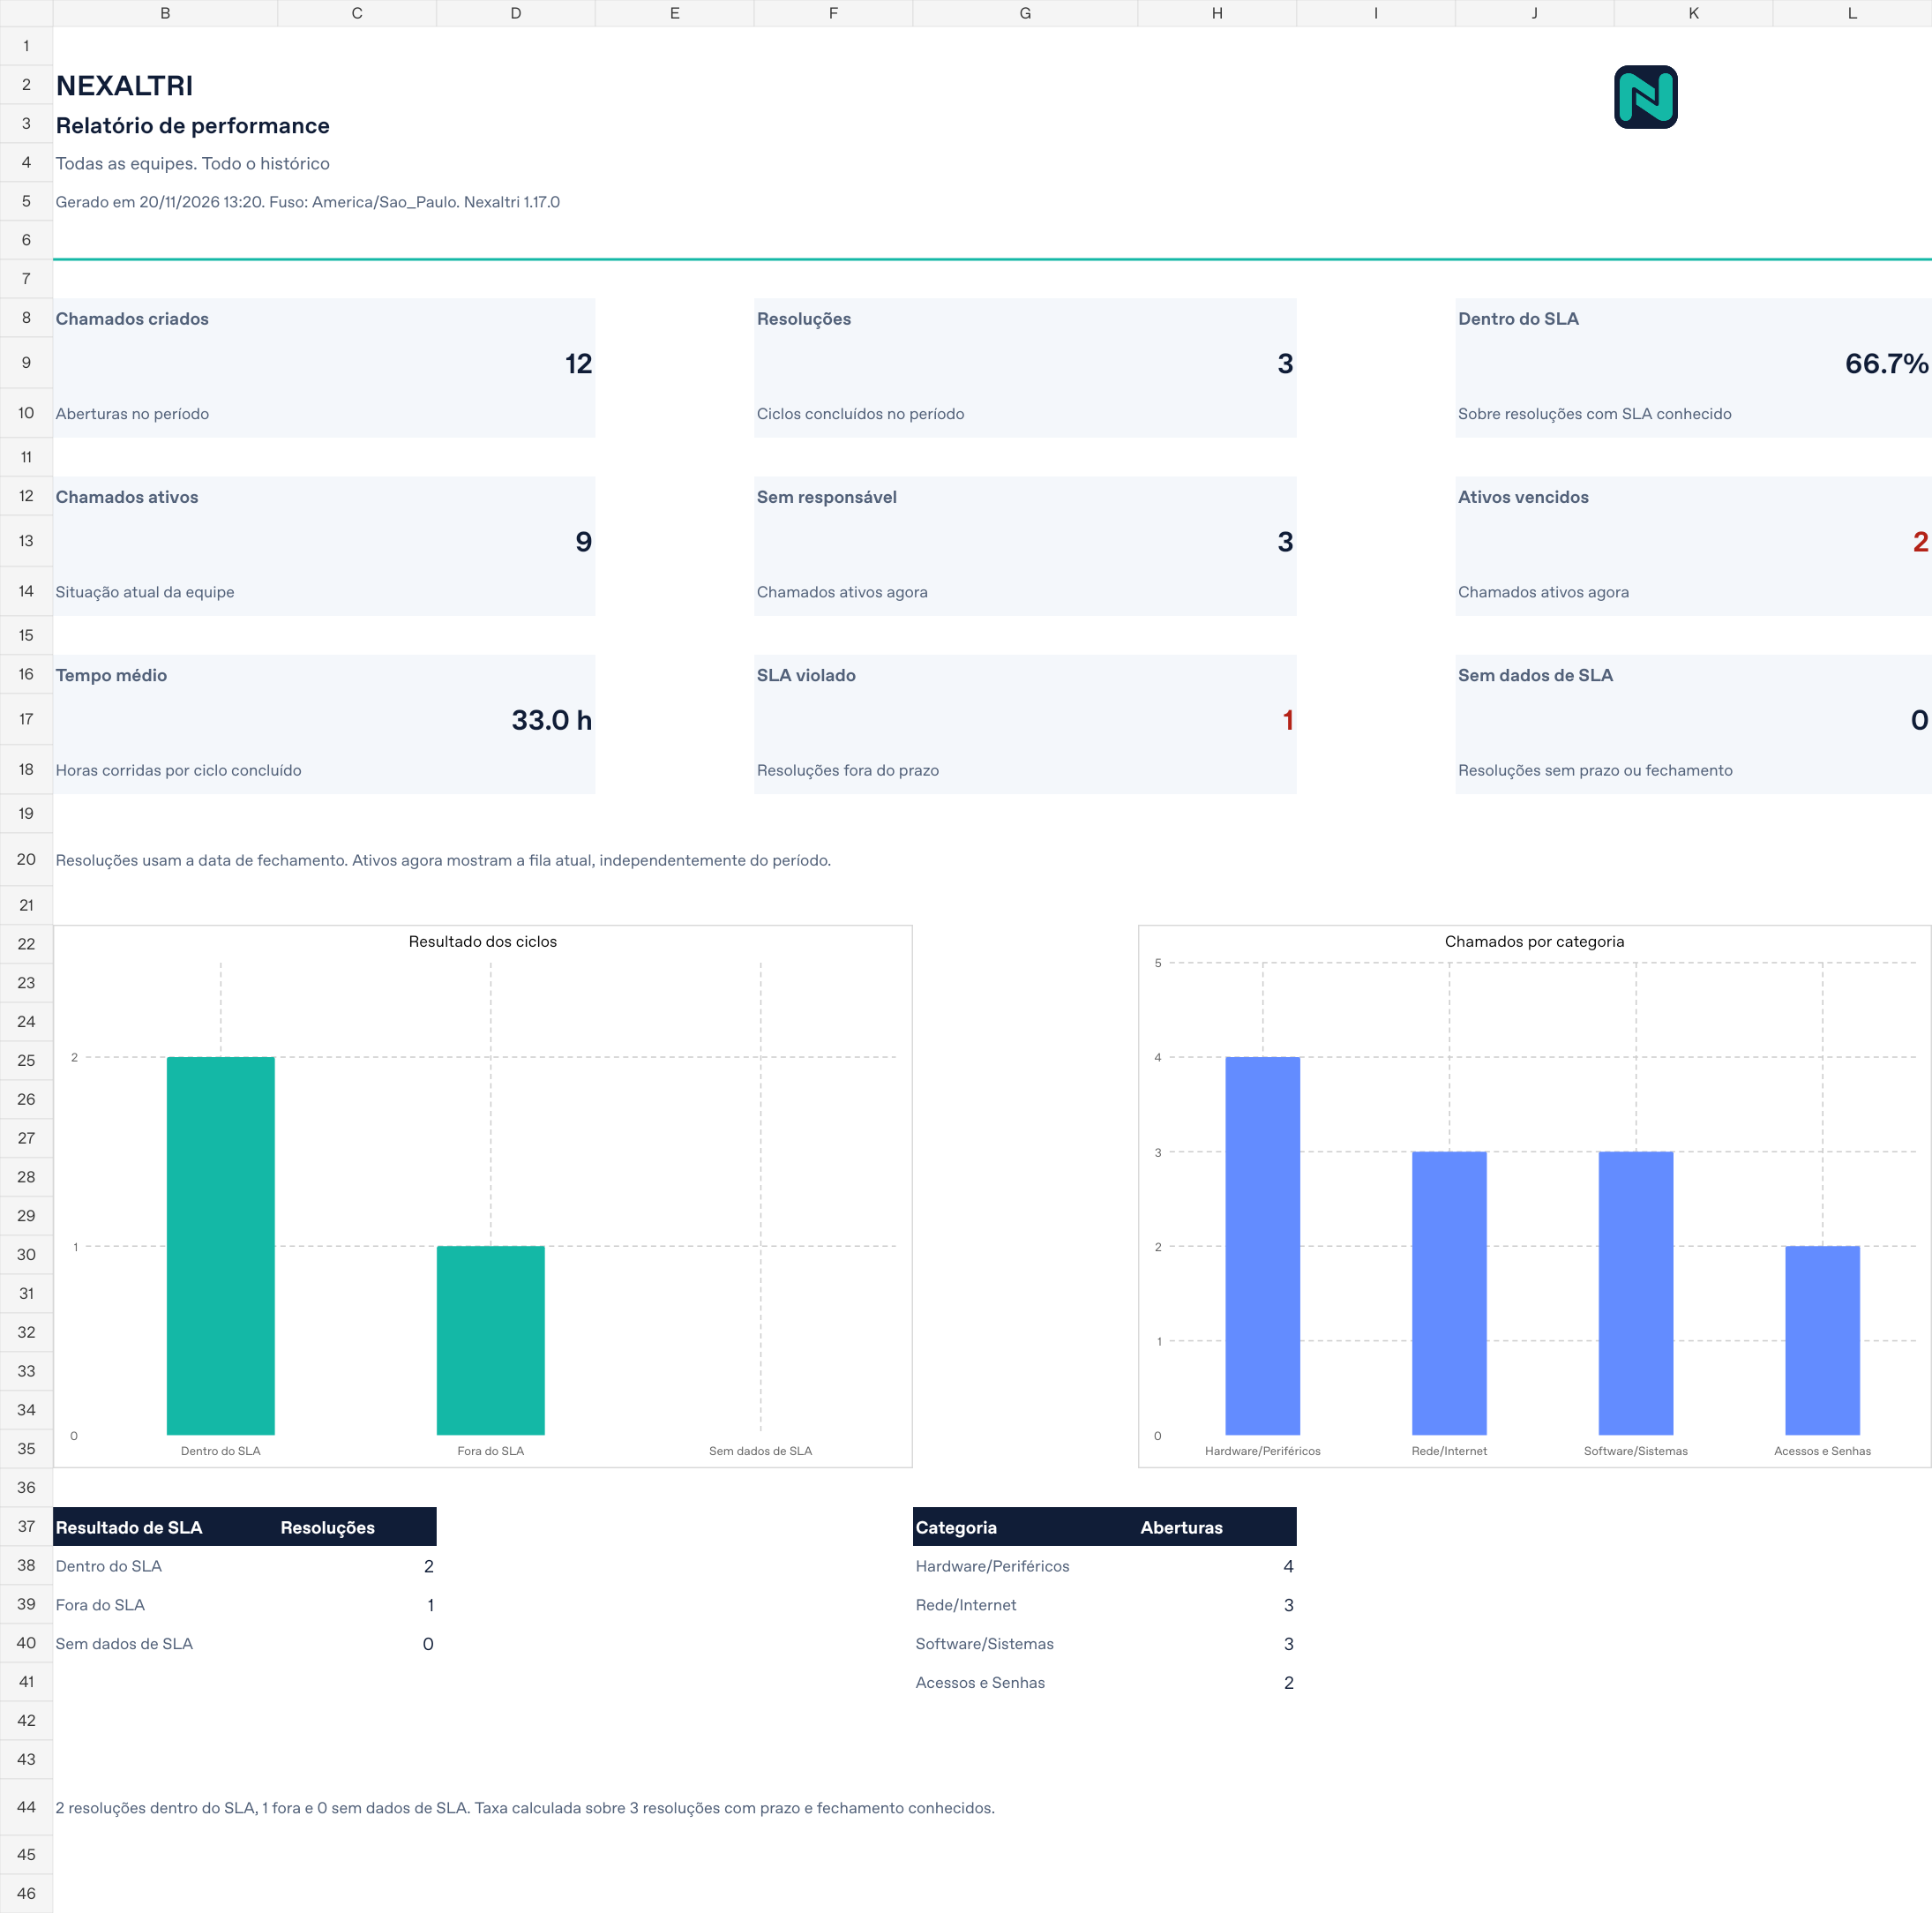 B C D E F G H I J K L
1
2 NEXALTRI
3 Relatório de performance
4 Todas as equipes. Todo o histórico
5 Gerado em 20/11/2026 13:20. Fuso: America/Sao_Paulo. Nexaltri 1.17.0
6
7
8 Chamados criados Resoluções Dentro do SLA
9 12 3 66.7%
10 Aberturas no período Ciclos concluídos no período Sobre resoluções com SLA conhecido
11
12 Chamados ativos Sem responsável Ativos vencidos
13 9 3 2
14 Situação atual da equipe Chamados ativos agora Chamados ativos agora
15
16 Tempo médio SLA violado Sem dados de SLA
17 33.0 h 1 0
18 Horas corridas por ciclo concluído Resoluções fora do prazo Resoluções sem prazo ou fechamento
19
20 Resoluções usam a data de fechamento. Ativos agora mostram a fila atual, independentemente do período.
21
22
23
24
25
26
27
28
29
30
31
32
33
34
35
Resultado dos ciclos
2
1
0
Dentro do SLA Fora do SLA Sem dados de SLA
Chamados por categoria
5
4
3
2
1
0
Hardware/Periféricos Rede/Internet Software/Sistemas Acessos e Senhas
36
37 Resultado de SLA Resoluções Categoria Aberturas
38 Dentro do SLA 2 Hardware/Periféricos 4
39 Fora do SLA 1 Rede/Internet 3
40 Sem dados de SLA 0 Software/Sistemas 3
41 Acessos e Senhas 2
42
43
44 2 resoluções dentro do SLA, 1 fora e 0 sem dados de SLA. Taxa calculada sobre 3 resoluções com prazo e fechamento conhecidos.
45
46